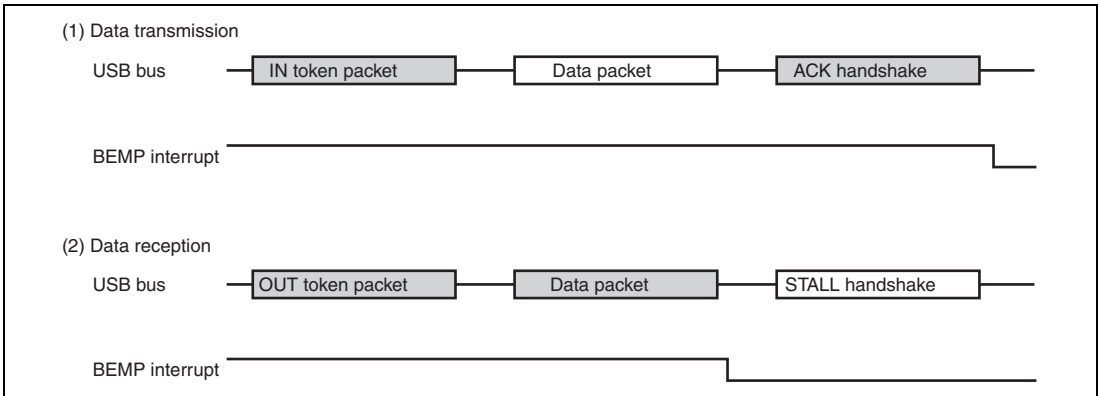 (1) Data transmission
USB bus IN token packet Data packet ACK handshake
BEMP interrupt
(2) Data reception
USB bus OUT token packet Data packet STALL handshake
BEMP interrupt